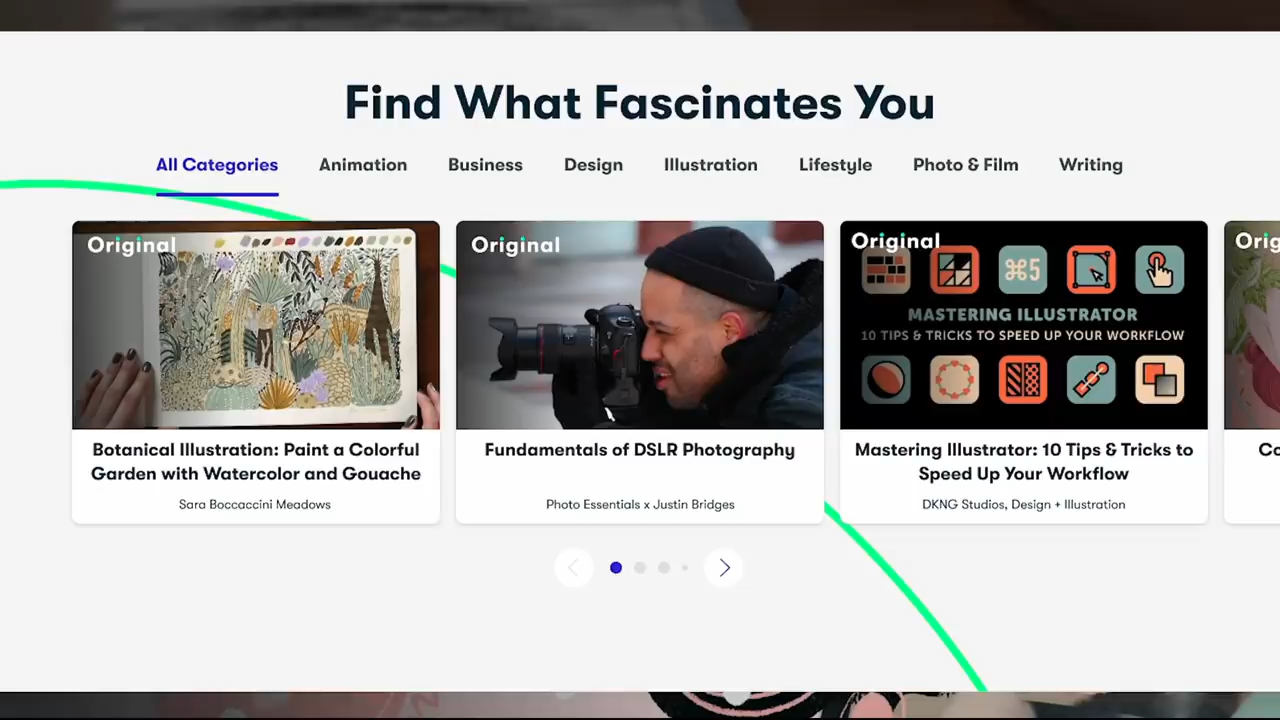 Find What Fascinates You
All Categories Animation Business Design Illustration Lifestyle Photo & Film Writing
Original
Botanical Illustration: Paint a Colorful
Garden with Watercolor and Gouache
Sara Boccaccini Meadows
Original
Fundamentals of DSLR Photography
Photo Essentials x Justin Bridges
Original
⌘5
MASTERING ILLUSTRATOR
10 TIPS & TRICKS TO SPEED UP YOUR WORKFLOW
Mastering Illustrator: 10 Tips & Tricks to
Speed Up Your Workflow
DKNG Studios, Design + Illustration
Orig
Co